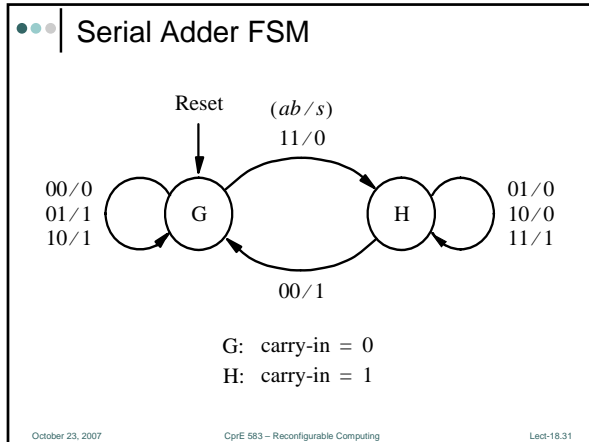 Serial Adder FSM
Reset
(ab/s)
11/0
00/0
01/1
10/1
G
H
01/0
10/0
11/1
00/1
G: carry-in = 0
H: carry-in = 1
October 23, 2007
CprE 583 – Reconfigurable Computing
Lect-18.31